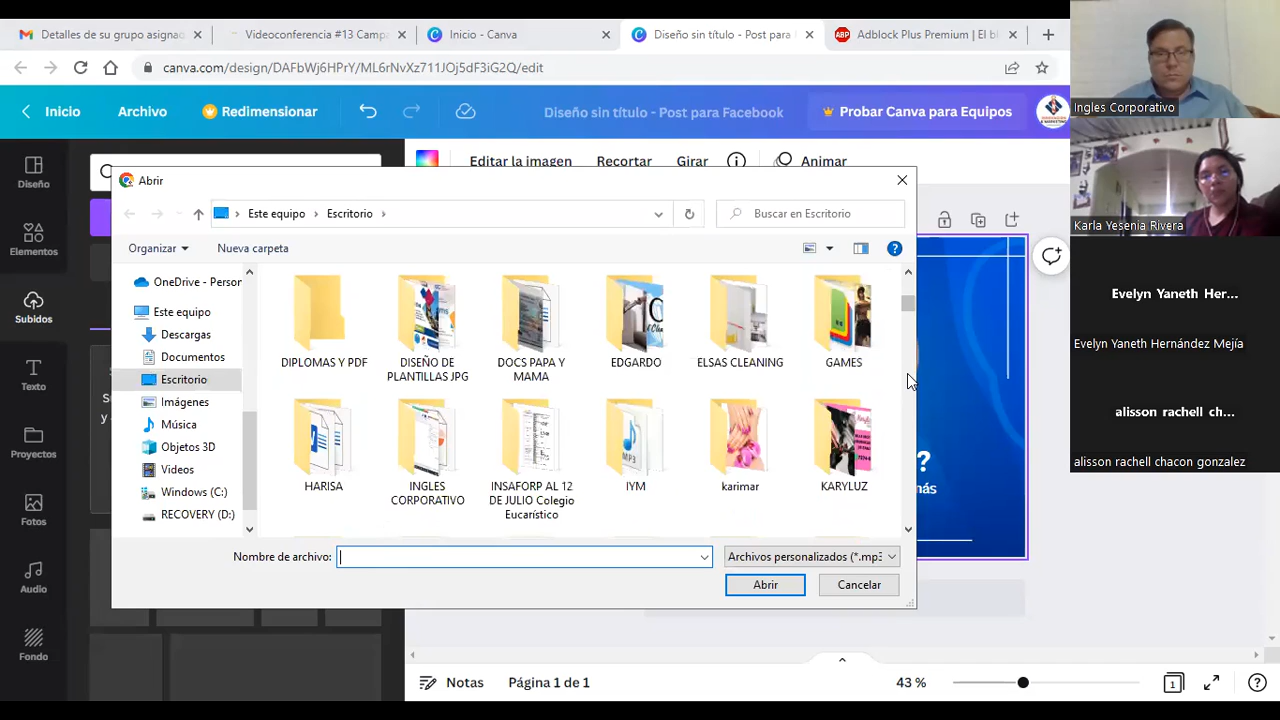 Detalles de su grupo asignac
Videoconferencia #13 Campa
Inicio - Canva
Diseño sin título - Post para
Adblock Plus Premium | El bl
canva.com/design/DAFbWj6HPrY/ML6rNvXz711JOj5dF3iG2Q/edit
Inicio
Archivo
Redimensionar
Diseño sin título - Post para Facebook
Probar Canva para Equipos
Editar la imagen
Recortar
Girar
Animar
Diseño
Elementos
Subidos
Texto
Proyectos
Fotos
Audio
Fondo
Abrir
Este equipo
Escritorio
Buscar en Escritorio
Organizar
Nueva carpeta
OneDrive - Person
Este equipo
Descargas
Documentos
Escritorio
Imágenes
Música
Objetos 3D
Videos
Windows (C:)
RECOVERY (D:)
DIPLOMAS Y PDF
DISEÑO DE
PLANTILLAS JPG
DOCS PAPA Y
MAMA
EDGARDO
ELSAS CLEANING
GAMES
HARISA
INGLES
CORPORATIVO
INSAFORP AL 12
DE JULIO Colegio
Eucarístico
MP3
IYM
karimar
KARYLUZ
Nombre de archivo:
Archivos personalizados (*.mp3
Abrir
Cancelar
?
más
Notas
Página 1 de 1
43 %
1
Ingles Corporativo
Karla Yesenia Rivera
Evelyn Yaneth Her...
Evelyn Yaneth Hernández Mejía
alisson rachell ch...
alisson rachell chacon gonzalez